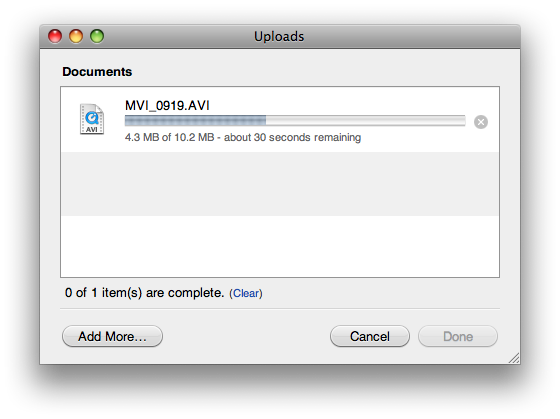 Uploads
Documents
MVI_0919.AVI
AVI
4.3 MB of 10.2 MB - about 30 seconds remaining
0 of 1 item(s) are complete. (Clear)
Add More...
Cancel
Done